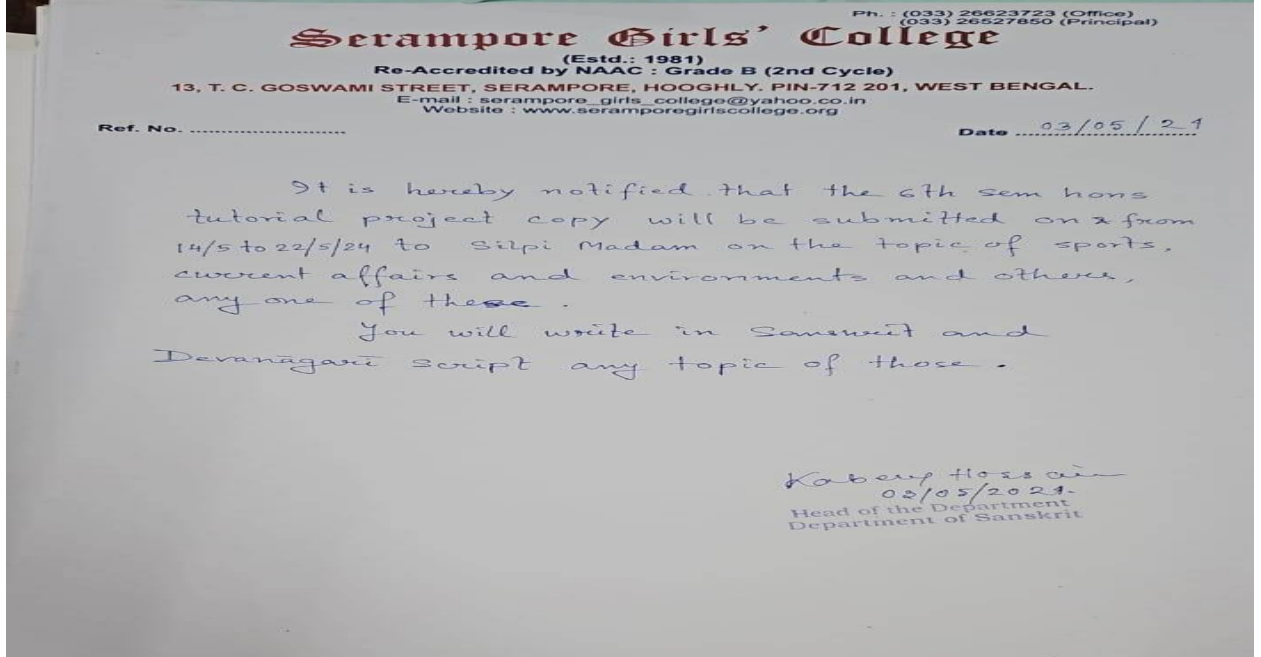 Ph. : (033) 26623723 (Office)
(033) 26527850 (Principal)
Serampore Girls' College
(Estd.: 1981)
Re-Accredited by NAAC : Grade B (2nd Cycle)
13, T. C. GOSWAMI STREET, SERAMPORE, HOOGHLY. PIN-712 201, WEST BENGAL.
E-mail : serampore_girls_college@yahoo.co.in
Website : www.seramporegirlscollege.org
Ref. No. ............................
Date 03/05/21
It is hereby notified that the 6th sem hons
tutorial project copy will be submitted on & from
14/5 to 22/5/24 to Silpi Madam on the topic of sports,
current affairs and environments and others,
any one of these.
You will write in Sanskrit and
Devanāgarī script any topic of those.
Hossain
03/05/2021.
Head of the Department
Department of Sanskrit